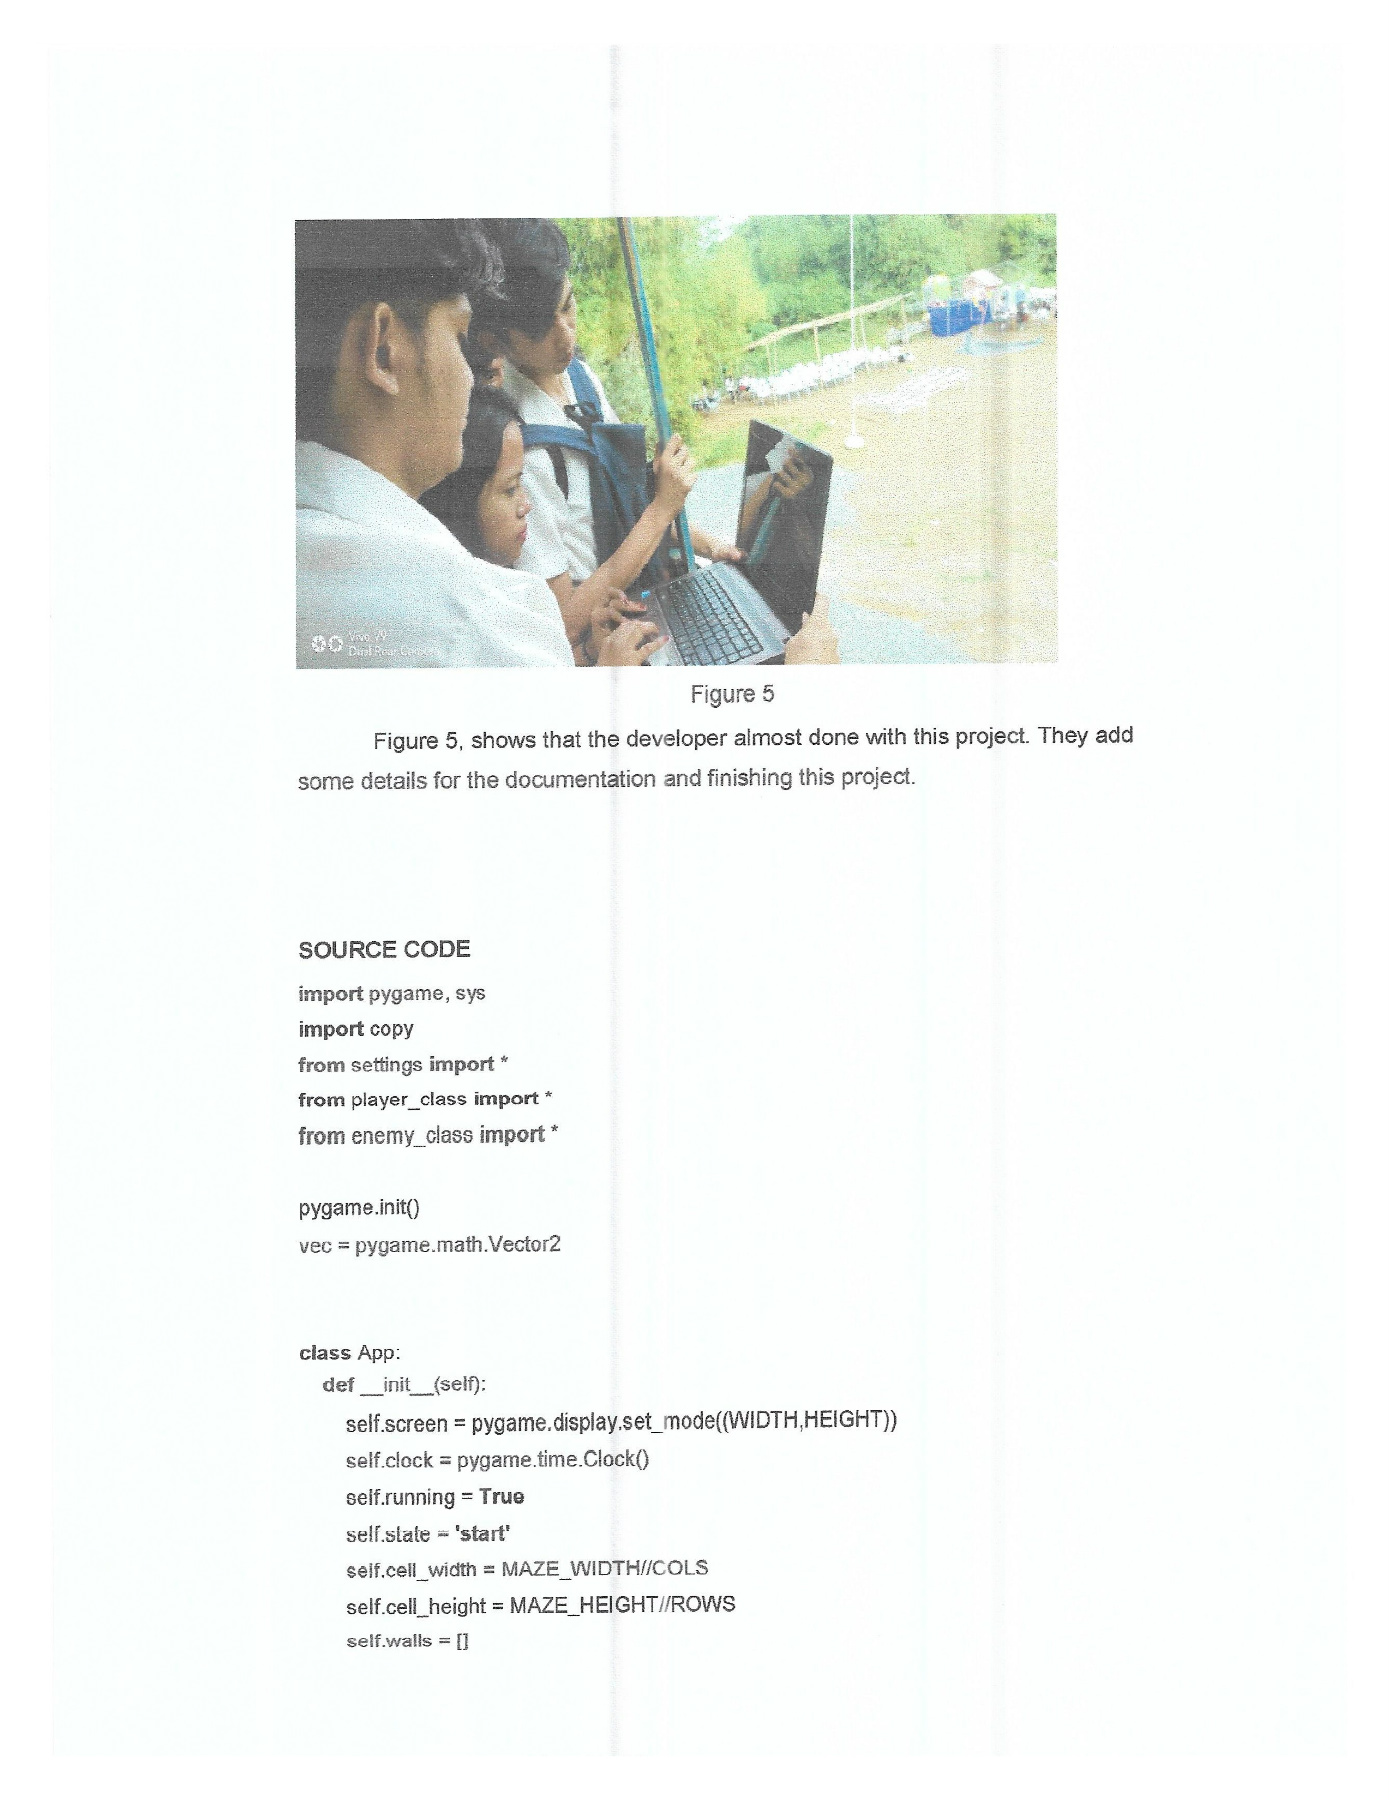 Vivo Y9
Dual Rear Camera
Figure 5
Figure 5, shows that the developer almost done with this project. They add
some details for the documentation and finishing this project.
SOURCE CODE
import pygame, sys
import copy
from settings import *
from player_class import *
from enemy_class import *
pygame.init()
vec = pygame.math.Vector2
class App:
def __init__(self):
self.screen = pygame.display.set_mode((WIDTH,HEIGHT))
self.clock = pygame.time.Clock()
self.running = True
self.state = 'start'
self.cell_width = MAZE_WIDTH//COLS
self.cell_height = MAZE_HEIGHT//ROWS
self.walls = []